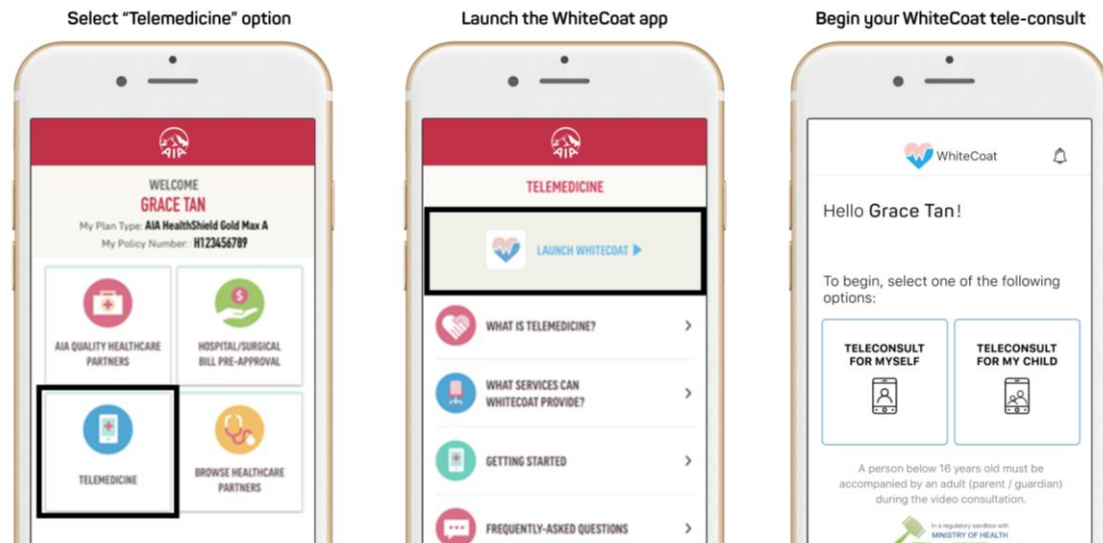 Select “Telemedicine” option
AIA
WELCOME
GRACE TAN
My Plan Type: AIA HealthShield Gold Max A
My Policy Number: H123456789
AIA QUALITY HEALTHCARE
PARTNERS
HOSPITAL/SURGICAL
BILL PRE-APPROVAL
TELEMEDICINE
BROWSE HEALTHCARE
PARTNERS
Launch the WhiteCoat app
AIA
TELEMEDICINE
LAUNCH WHITECOAT
WHAT IS TELEMEDICINE?
WHAT SERVICES CAN
WHITECOAT PROVIDE?
GETTING STARTED
FREQUENTLY-ASKED QUESTIONS
Begin your WhiteCoat tele-consult
WhiteCoat
Hello Grace Tan!
To begin, select one of the following
options:
TELECONSULT
FOR MYSELF
TELECONSULT
FOR MY CHILD
A person below 16 years old must be
accompanied by an adult (parent / guardian)
during the video consultation.
In a regulatory sandbox with
MINISTRY OF HEALTH